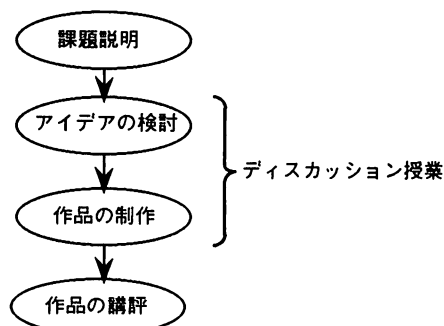 課題説明
アイデアの検討
ディスカッション授業
作品の制作
作品の講評